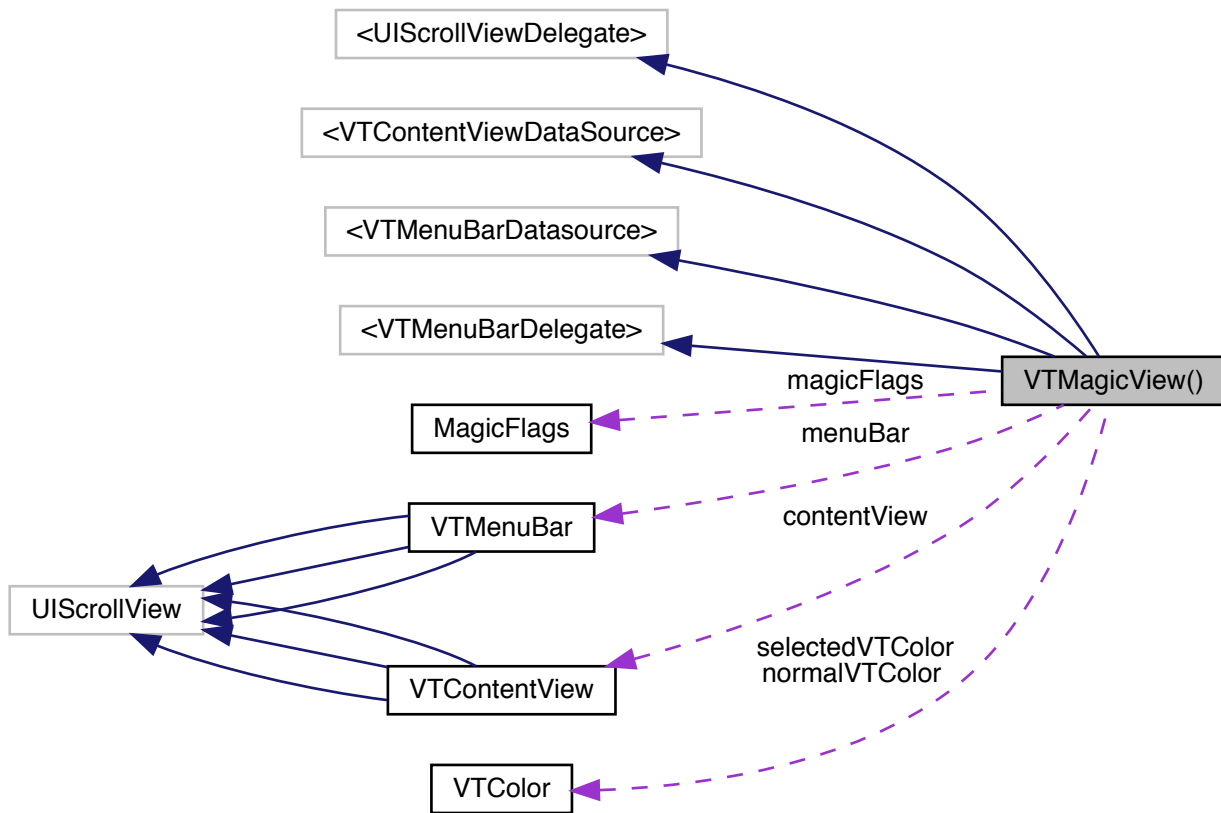 <UIScrollViewDelegate>
<VTContentViewDataSource>
<VTMenuBarDatasource>
<VTMenuBarDelegate>
VTMagicView()
magicFlags
MagicFlags
menuBar
VTMenuBar
contentView
UIScrollView
selectedVTColor
normalVTColor
VTContentView
VTColor